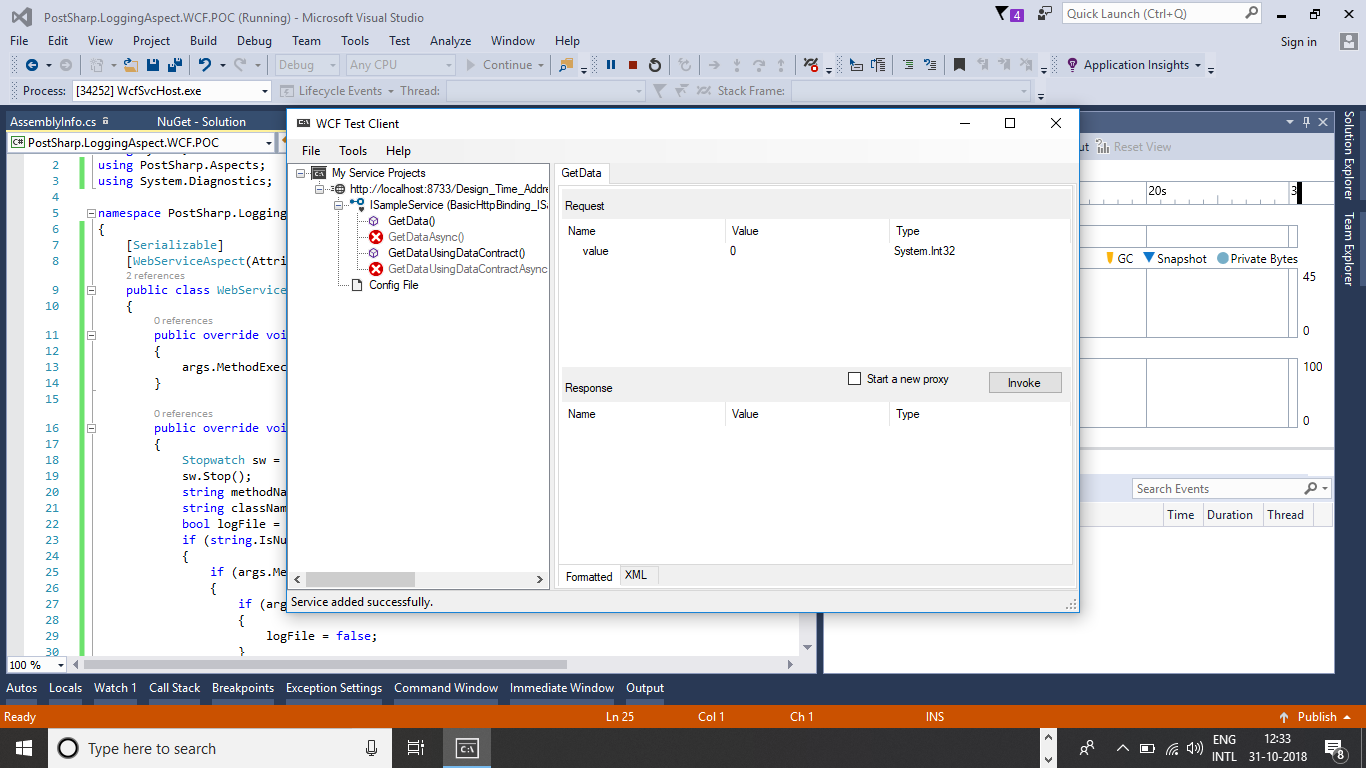 PostSharp.LoggingAspect.WCF.POC (Running) - Microsoft Visual Studio
4
Quick Launch (Ctrl+Q)
File Edit View Project Build Debug Team Tools Test Analyze Window Help
Sign in
Debug Any CPU Continue Application Insights
Process: [34252] WcfSvcHost.exe Lifecycle Events Thread: Stack Frame:
AssemblyInfo.cs NuGet - Solution
C# PostSharp.LoggingAspect.WCF.POC
2 using PostSharp.Aspects;
3 using System.Diagnostics;
4
5 namespace PostSharp.Logging
6 {
7 [Serializable]
8 [WebServiceAspect(Attri
2 references
9 public class WebService
10 {
0 references
11 public override voi
12 {
13 args.MethodExec
14 }
15
0 references
16 public override voi
17 {
18 Stopwatch sw =
19 sw.Stop();
20 string methodNa
21 string classNam
22 bool logFile =
23 if (string.IsNu
24 {
25 if (args.Me
26 {
27 if (arg
28 {
29 logFile = false;
30 }
100 %
WCF Test Client
File Tools Help
My Service Projects
http://localhost:8733/Design_Time_Addre
ISampleService (BasicHttpBinding_ISa
GetData()
GetDataAsync()
GetDataUsingDataContract()
GetDataUsingDataContractAsync
Config File
GetData
Request
Name Value Type
value 0 System.Int32
Response
Start a new proxy
Invoke
Name Value Type
Formatted XML
Service added successfully.
ut Reset View
20s 3
GC Snapshot Private Bytes
45
0
100
0
Search Events
Time Duration Thread
Solution Explorer
Team Explorer
Autos Locals Watch 1 Call Stack Breakpoints Exception Settings Command Window Immediate Window Output
Ready Ln 25 Col 1 Ch 1 INS Publish
Type here to search
C:\
ENG
INTL
12:33
31-10-2018
8